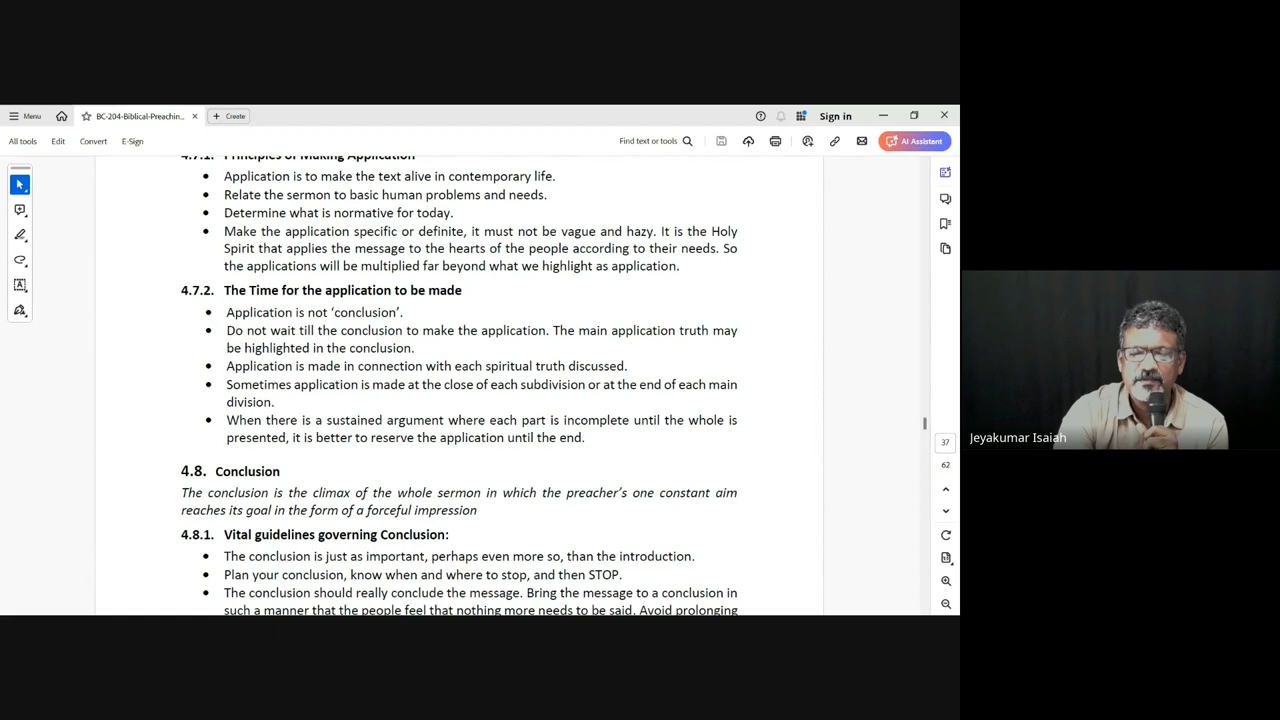 Menu
BC-204-Biblical-Preachin...
Create
Sign in
All tools
Edit
Convert
E-Sign
Find text or tools
AI Assistant
4.7.1. Principles of Making Application
• Application is to make the text alive in contemporary life.
• Relate the sermon to basic human problems and needs.
• Determine what is normative for today.
• Make the application specific or definite, it must not be vague and hazy. It is the Holy
Spirit that applies the message to the hearts of the people according to their needs. So
the applications will be multiplied far beyond what we highlight as application.
4.7.2. The Time for the application to be made
• Application is not ‘conclusion’.
• Do not wait till the conclusion to make the application. The main application truth may
be highlighted in the conclusion.
• Application is made in connection with each spiritual truth discussed.
• Sometimes application is made at the close of each subdivision or at the end of each main
division.
• When there is a sustained argument where each part is incomplete until the whole is
presented, it is better to reserve the application until the end.
4.8. Conclusion
The conclusion is the climax of the whole sermon in which the preacher’s one constant aim
reaches its goal in the form of a forceful impression
4.8.1. Vital guidelines governing Conclusion:
• The conclusion is just as important, perhaps even more so, than the introduction.
• Plan your conclusion, know when and where to stop, and then STOP.
• The conclusion should really conclude the message. Bring the message to a conclusion in
such a manner that the people feel that nothing more needs to be said. Avoid prolonging
37
62
Jeyakumar Isaiah